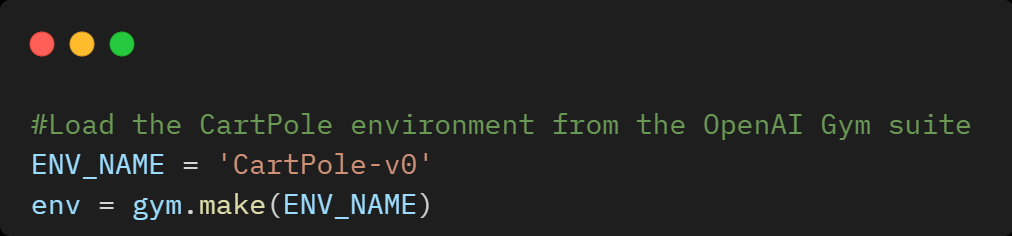 #Load the CartPole environment from the OpenAI Gym suite
ENV_NAME = 'CartPole-v0'
env = gym.make(ENV_NAME)